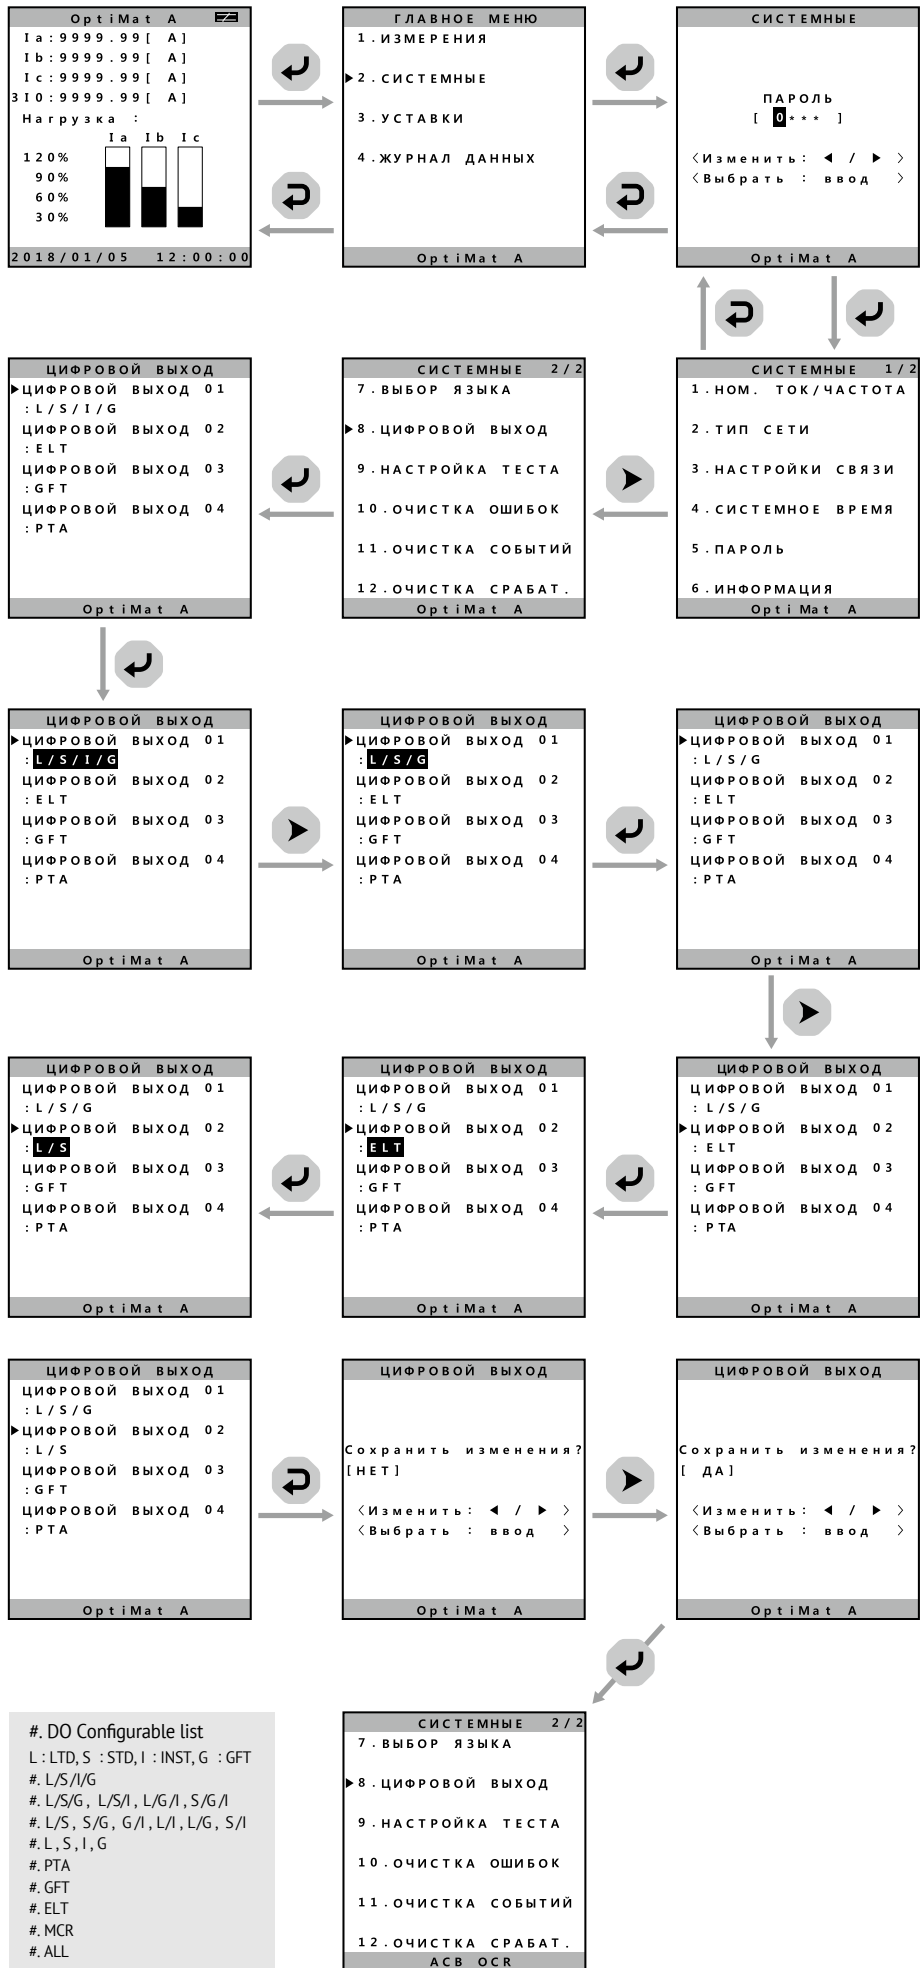 OptiMat A
Ia:9999.99[ A]
Ib:9999.99[ A]
Ic:9999.99[ A]
3I0:9999.99[ A]
Нагрузка :
Ia Ib Ic
120%
90%
60%
30%
2018/01/05 12:00:00
ГЛАВНОЕ МЕНЮ
1.ИЗМЕРЕНИЯ
▶2.СИСТЕМНЫЕ
3.УСТАВКИ
4.ЖУРНАЛ ДАННЫХ
OptiMat A
СИСТЕМНЫЕ
ПАРОЛЬ
[ 0*** ]
〈Изменить: ◀ / ▶ 〉
〈Выбрать : ввод 〉
OptiMat A
ЦИФРОВОЙ ВЫХОД
▶ЦИФРОВОЙ ВЫХОД 01
:L/S/I/G
ЦИФРОВОЙ ВЫХОД 02
:ELT
ЦИФРОВОЙ ВЫХОД 03
:GFT
ЦИФРОВОЙ ВЫХОД 04
:PTA
OptiMat A
СИСТЕМНЫЕ 2/2
7.ВЫБОР ЯЗЫКА
▶8.ЦИФРОВОЙ ВЫХОД
9.НАСТРОЙКА ТЕСТА
10.ОЧИСТКА ОШИБОК
11.ОЧИСТКА СОБЫТИЙ
12.ОЧИСТКА СРАБАТ.
OptiMat A
СИСТЕМНЫЕ 1/2
1.НОМ. ТОК/ЧАСТОТА
2.ТИП СЕТИ
3.НАСТРОЙКИ СВЯЗИ
4.СИСТЕМНОЕ ВРЕМЯ
5.ПАРОЛЬ
6.ИНФОРМАЦИЯ
OptiMat A
ЦИФРОВОЙ ВЫХОД
▶ЦИФРОВОЙ ВЫХОД 01
:L/S/I/G
ЦИФРОВОЙ ВЫХОД 02
:ELT
ЦИФРОВОЙ ВЫХОД 03
:GFT
ЦИФРОВОЙ ВЫХОД 04
:PTA
OptiMat A
ЦИФРОВОЙ ВЫХОД
▶ЦИФРОВОЙ ВЫХОД 01
:L/S/G
ЦИФРОВОЙ ВЫХОД 02
:ELT
ЦИФРОВОЙ ВЫХОД 03
:GFT
ЦИФРОВОЙ ВЫХОД 04
:PTA
OptiMat A
ЦИФРОВОЙ ВЫХОД
▶ЦИФРОВОЙ ВЫХОД 01
:L/S/G
ЦИФРОВОЙ ВЫХОД 02
:ELT
ЦИФРОВОЙ ВЫХОД 03
:GFT
ЦИФРОВОЙ ВЫХОД 04
:PTA
OptiMat A
ЦИФРОВОЙ ВЫХОД
ЦИФРОВОЙ ВЫХОД 01
:L/S/G
▶ЦИФРОВОЙ ВЫХОД 02
:L/S
ЦИФРОВОЙ ВЫХОД 03
:GFT
ЦИФРОВОЙ ВЫХОД 04
:PTA
OptiMat A
ЦИФРОВОЙ ВЫХОД
ЦИФРОВОЙ ВЫХОД 01
:L/S/G
▶ЦИФРОВОЙ ВЫХОД 02
:ELT
ЦИФРОВОЙ ВЫХОД 03
:GFT
ЦИФРОВОЙ ВЫХОД 04
:PTA
OptiMat A
ЦИФРОВОЙ ВЫХОД
ЦИФРОВОЙ ВЫХОД 01
: L/S/G
▶ЦИФРОВОЙ ВЫХОД 02
: ELT
ЦИФРОВОЙ ВЫХОД 03
: GFT
ЦИФРОВОЙ ВЫХОД 04
: PTA
OptiMat A
ЦИФРОВОЙ ВЫХОД
ЦИФРОВОЙ ВЫХОД 01
:L/S/G
▶ЦИФРОВОЙ ВЫХОД 02
:L/S
ЦИФРОВОЙ ВЫХОД 03
:GFT
ЦИФРОВОЙ ВЫХОД 04
:PTA
OptiMat A
ЦИФРОВОЙ ВЫХОД
Сохранить изменения?
[НЕТ]
〈Изменить: ◀ / ▶ 〉
〈Выбрать : ввод 〉
OptiMat A
ЦИФРОВОЙ ВЫХОД
Сохранить изменения?
[ ДА]
〈Изменить: ◀ / ▶ 〉
〈Выбрать : ввод 〉
OptiMat A
#. DO Configurable list
L : LTD, S : STD, I : INST, G : GFT
#. L/S/I/G
#. L/S/G , L/S/I , L/G/I , S/G/I
#. L/S , S/G, G/I , L/I , L/G, S/I
#. L , S , I , G
#. PTA
#. GFT
#. ELT
#. MCR
#. ALL
СИСТЕМНЫЕ 2/2
7.ВЫБОР ЯЗЫКА
▶8.ЦИФРОВОЙ ВЫХОД
9.НАСТРОЙКА ТЕСТА
10.ОЧИСТКА ОШИБОК
11.ОЧИСТКА СОБЫТИЙ
12.ОЧИСТКА СРАБАТ.
ACB OCR